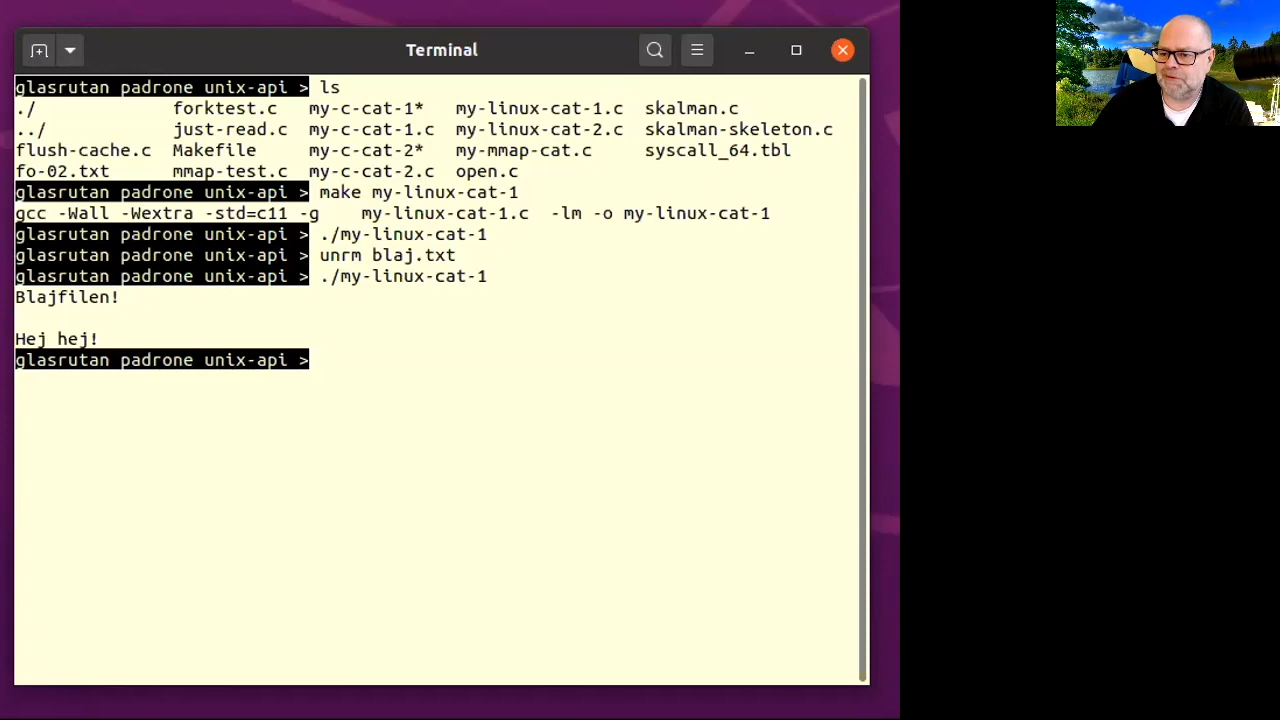 Terminal
glasrutan padrone unix-api > ls
./ forktest.c my-c-cat-1* my-linux-cat-1.c skalman.c
../ just-read.c my-c-cat-1.c my-linux-cat-2.c skalman-skeleton.c
flush-cache.c Makefile my-c-cat-2* my-mmap-cat.c syscall_64.tbl
fo-02.txt mmap-test.c my-c-cat-2.c open.c
glasrutan padrone unix-api > make my-linux-cat-1
gcc -Wall -Wextra -std=c11 -g my-linux-cat-1.c -lm -o my-linux-cat-1
glasrutan padrone unix-api > ./my-linux-cat-1
glasrutan padrone unix-api > unrm blaj.txt
glasrutan padrone unix-api > ./my-linux-cat-1
Blajfilen!
Hej hej!
glasrutan padrone unix-api >